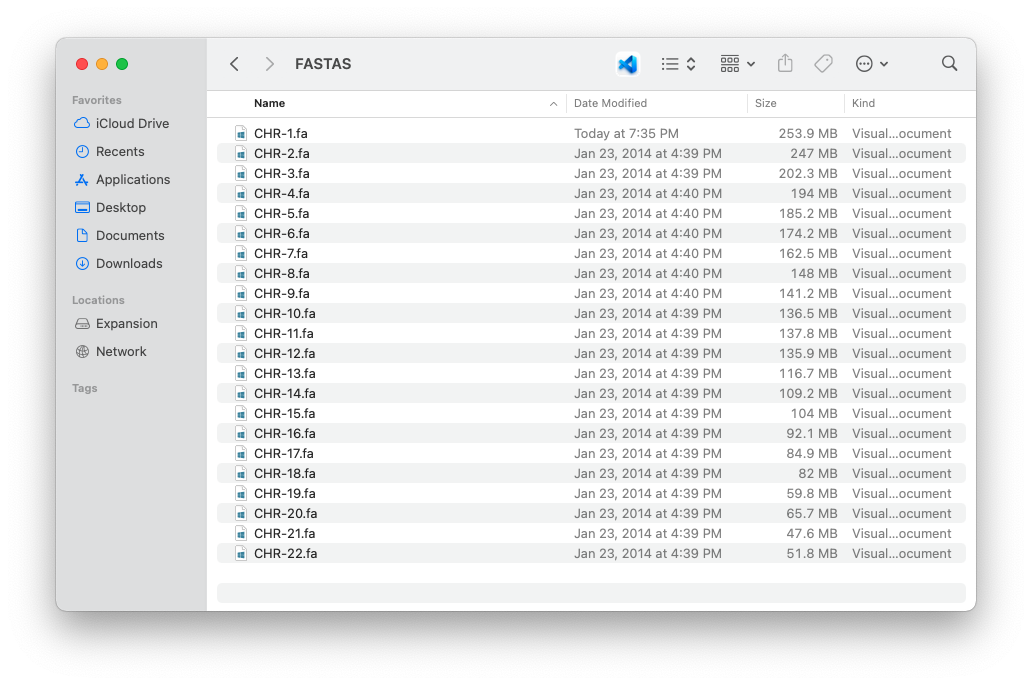 FASTAS
Favorites
iCloud Drive
Recents
Applications
Desktop
Documents
Downloads
Locations
Expansion
Network
Tags
Name Date Modified Size Kind
CHR-1.fa Today at 7:35 PM 253.9 MB Visual...ocument
CHR-2.fa Jan 23, 2014 at 4:39 PM 247 MB Visual...ocument
CHR-3.fa Jan 23, 2014 at 4:39 PM 202.3 MB Visual...ocument
CHR-4.fa Jan 23, 2014 at 4:40 PM 194 MB Visual...ocument
CHR-5.fa Jan 23, 2014 at 4:40 PM 185.2 MB Visual...ocument
CHR-6.fa Jan 23, 2014 at 4:40 PM 174.2 MB Visual...ocument
CHR-7.fa Jan 23, 2014 at 4:40 PM 162.5 MB Visual...ocument
CHR-8.fa Jan 23, 2014 at 4:40 PM 148 MB Visual...ocument
CHR-9.fa Jan 23, 2014 at 4:40 PM 141.2 MB Visual...ocument
CHR-10.fa Jan 23, 2014 at 4:39 PM 136.5 MB Visual...ocument
CHR-11.fa Jan 23, 2014 at 4:39 PM 137.8 MB Visual...ocument
CHR-12.fa Jan 23, 2014 at 4:39 PM 135.9 MB Visual...ocument
CHR-13.fa Jan 23, 2014 at 4:39 PM 116.7 MB Visual...ocument
CHR-14.fa Jan 23, 2014 at 4:39 PM 109.2 MB Visual...ocument
CHR-15.fa Jan 23, 2014 at 4:39 PM 104 MB Visual...ocument
CHR-16.fa Jan 23, 2014 at 4:39 PM 92.1 MB Visual...ocument
CHR-17.fa Jan 23, 2014 at 4:39 PM 84.9 MB Visual...ocument
CHR-18.fa Jan 23, 2014 at 4:39 PM 82 MB Visual...ocument
CHR-19.fa Jan 23, 2014 at 4:39 PM 59.8 MB Visual...ocument
CHR-20.fa Jan 23, 2014 at 4:39 PM 65.7 MB Visual...ocument
CHR-21.fa Jan 23, 2014 at 4:39 PM 47.6 MB Visual...ocument
CHR-22.fa Jan 23, 2014 at 4:39 PM 51.8 MB Visual...ocument